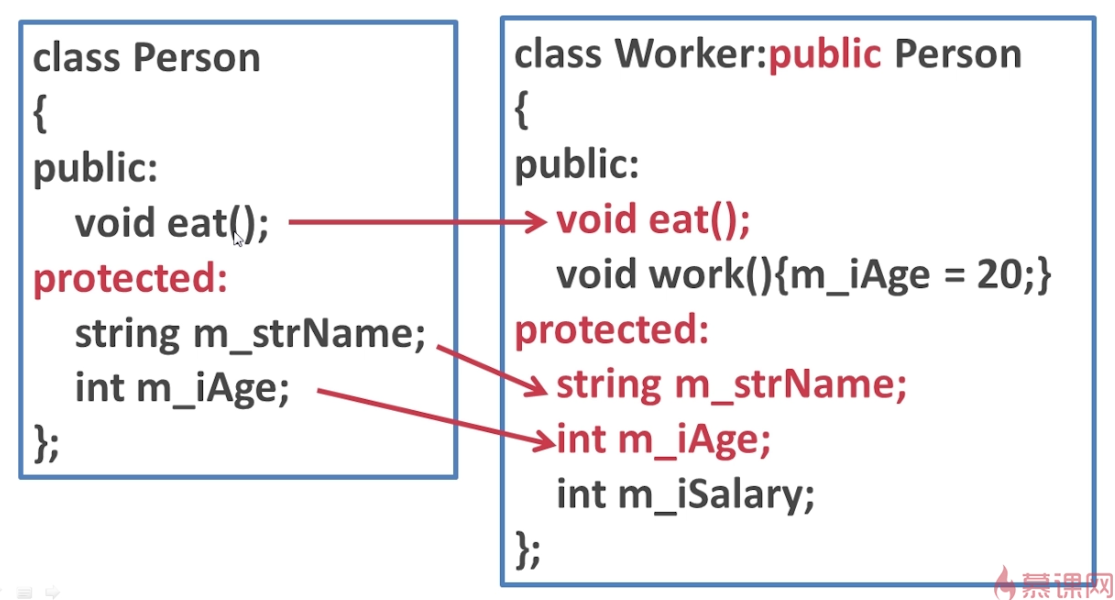 class Person
{
public:
void eat();
protected:
string m_strName;
int m_iAge;
};
class Worker:public Person
{
public:
void eat();
void work(){m_iAge = 20;}
protected:
string m_strName;
int m_iAge;
int m_iSalary;
};
慕课网